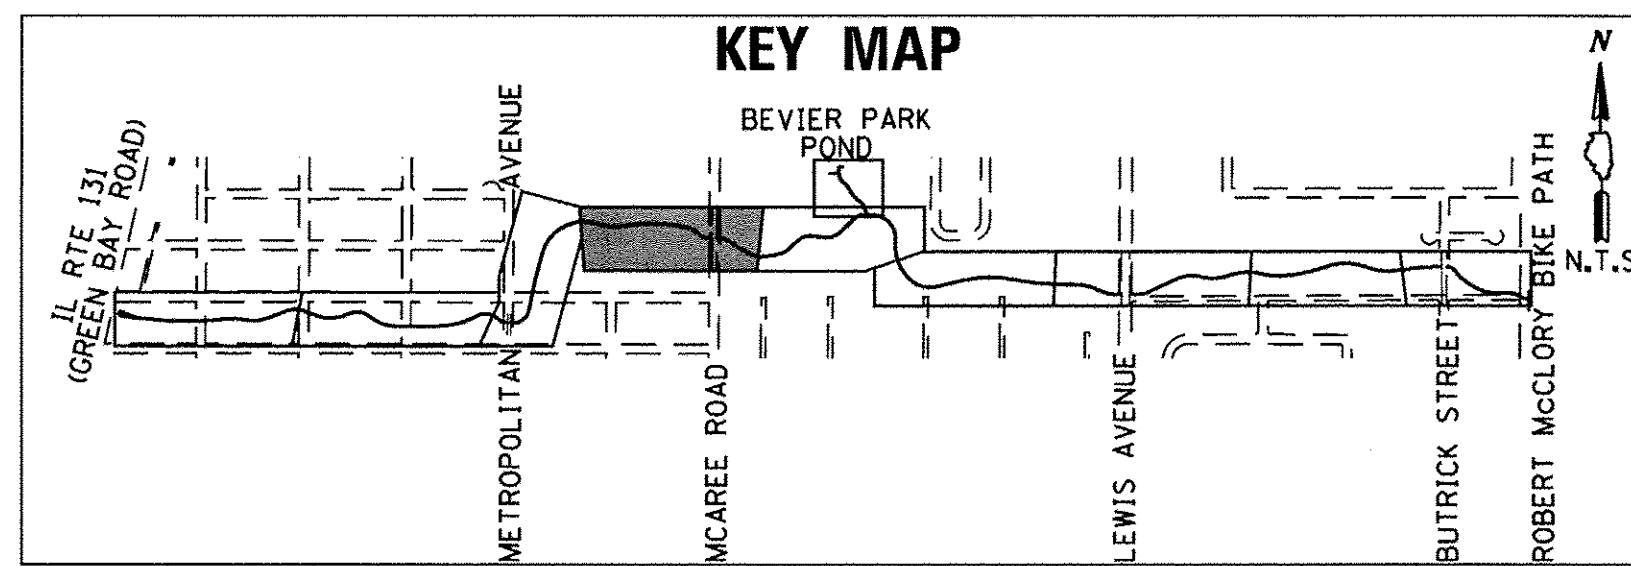 KEY MAP
N
BEVIER PARK
POND
IL RTE 131
(GREEN BAY ROAD)
METROPOLITAN AVENUE
MCAREE ROAD
LEWIS AVENUE
BUTRICK STREET
ROBERT McCLORY BIKE PATH
N.T.S